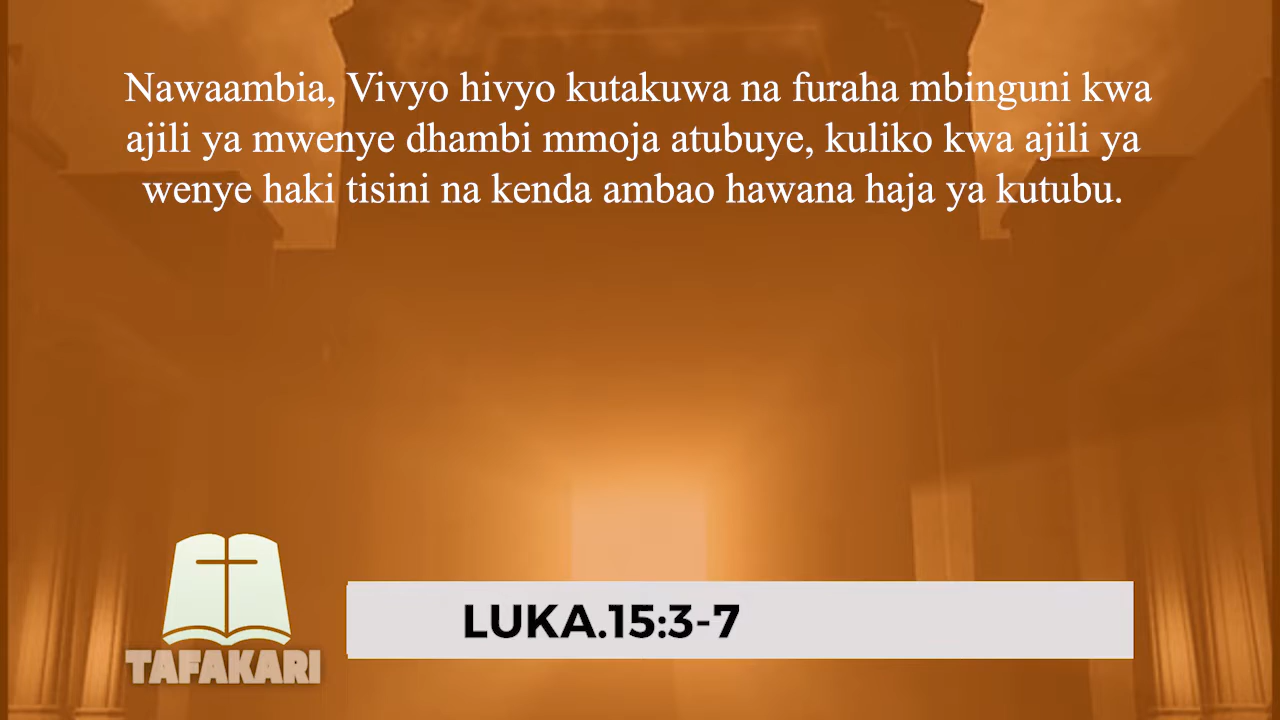 Nawaambia, Vivyo hivyo kutakuwa na furaha mbinguni kwa
ajili ya mwenye dhambi mmoja atubuye, kuliko kwa ajili ya
wenye haki tisini na kenda ambao hawana haja ya kutubu.
LUKA.15:3-7
TAFAKARI